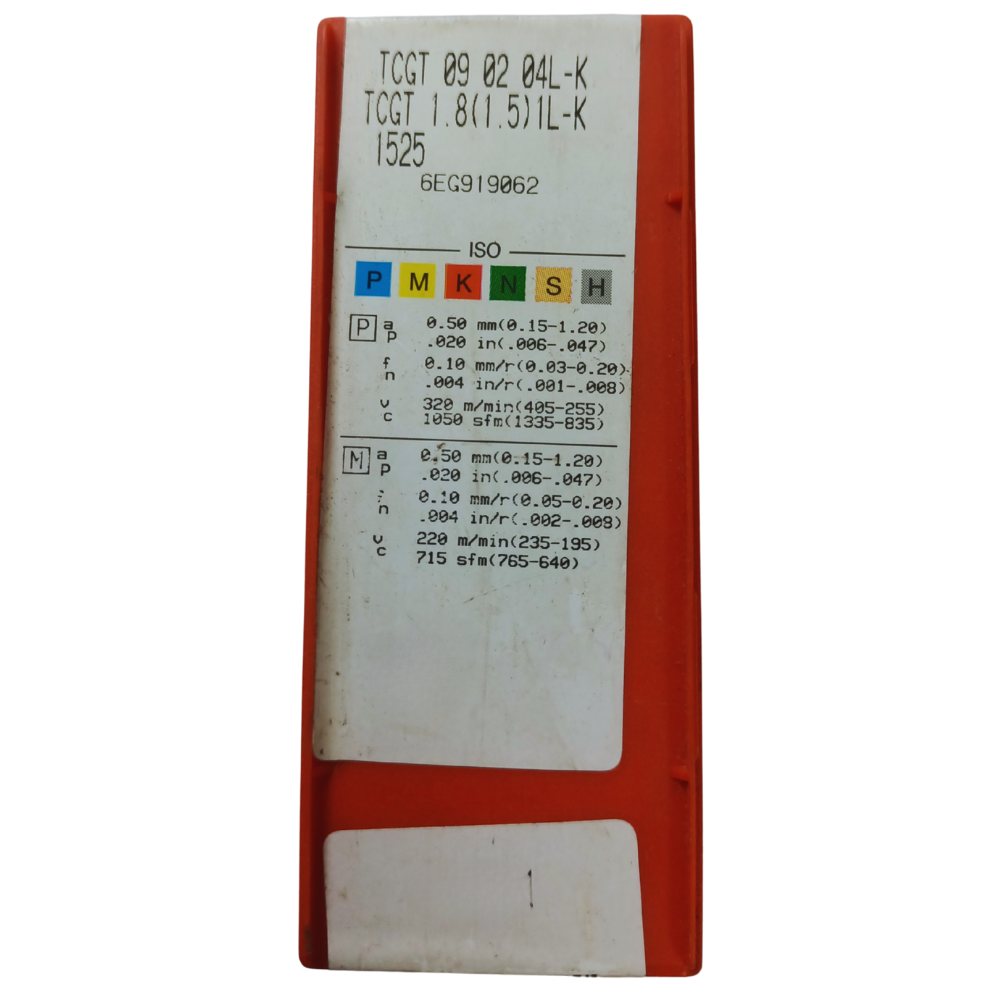 TCGT 09 02 04L-K
TCGT 1.8(1.5)1L-K
1525
6EG919062
ISO
P M K N S H
P ap 0.50 mm(0.15-1.20)
.020 in(.006-.047)
fn 0.10 mm/r(0.03-0.20)
.004 in/r(.001-.008)
vc 320 m/min(405-255)
1050 sfm(1335-835)
M ap 0.50 mm(0.15-1.20)
.020 in(.006-.047)
fn 0.10 mm/r(0.05-0.20)
.004 in/r(.002-.008)
vc 220 m/min(235-195)
715 sfm(765-640)
1